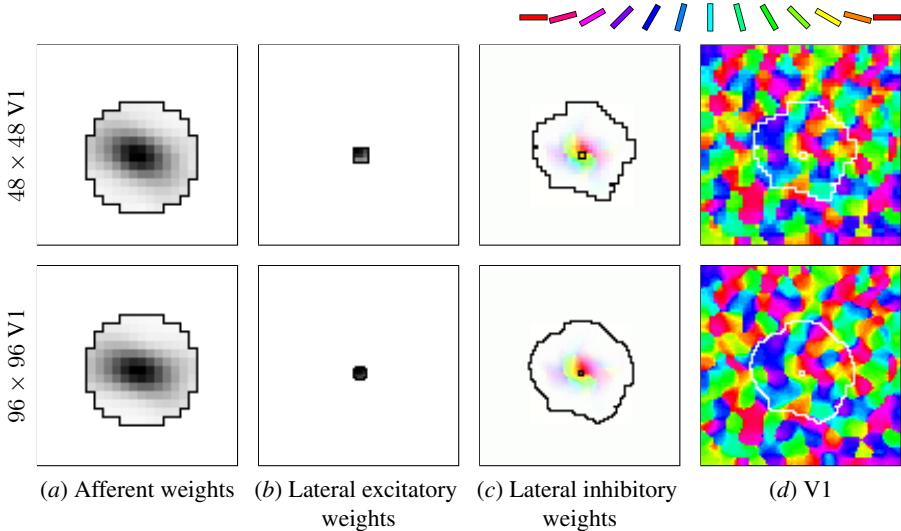 48 × 48 V1
96 × 96 V1
(a) Afferent weights
(b) Lateral excitatory
weights
(c) Lateral inhibitory
weights
(d) V1